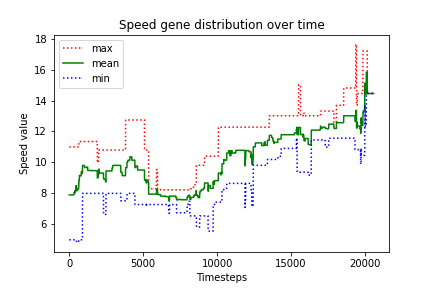 Speed gene distribution over time
max
mean
min
Speed value
18
16
14
12
10
8
6
0
5000
10000
15000
20000
Timesteps